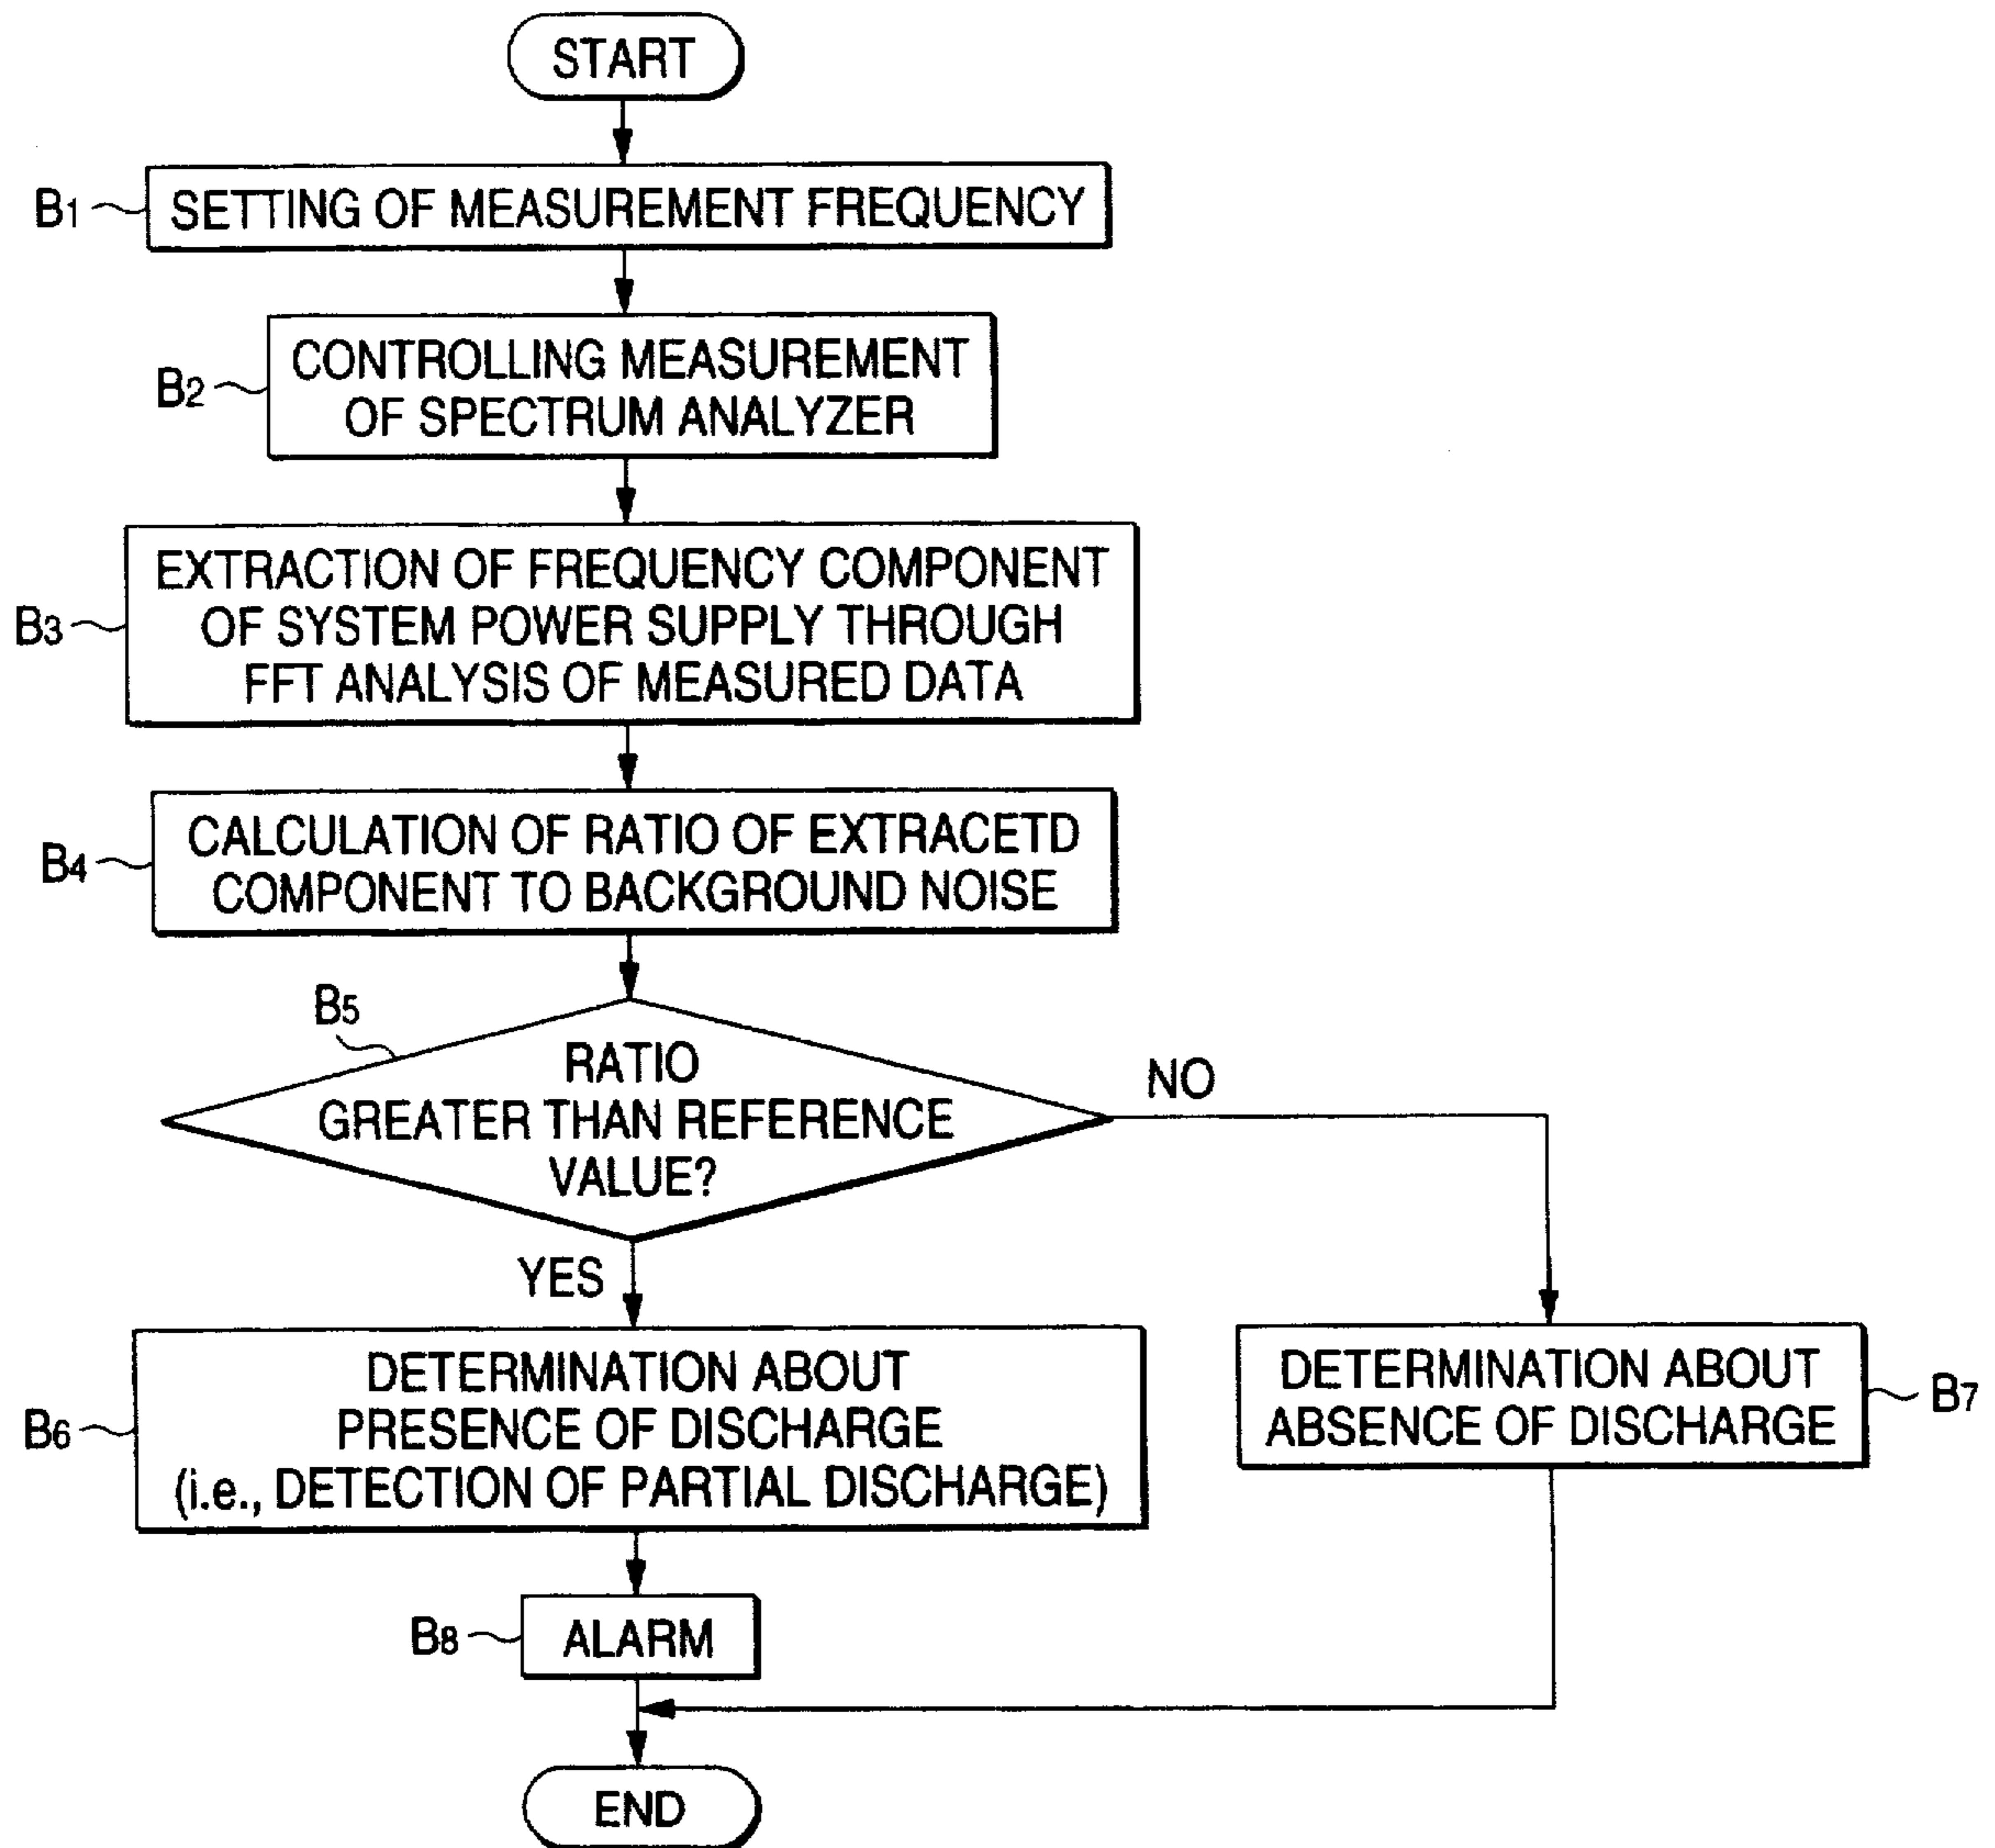 START
B1
SETTING OF MEASUREMENT FREQUENCY
B2
CONTROLLING MEASUREMENT
OF SPECTRUM ANALYZER
B3
EXTRACTION OF FREQUENCY COMPONENT
OF SYSTEM POWER SUPPLY THROUGH
FFT ANALYSIS OF MEASURED DATA
B4
CALCULATION OF RATIO OF EXTRACETD
COMPONENT TO BACKGROUND NOISE
B5
RATIO
GREATER THAN REFERENCE
VALUE?
NO
YES
B6
DETERMINATION ABOUT
PRESENCE OF DISCHARGE
(i.e., DETECTION OF PARTIAL DISCHARGE)
DETERMINATION ABOUT
ABSENCE OF DISCHARGE
B7
B8
ALARM
END